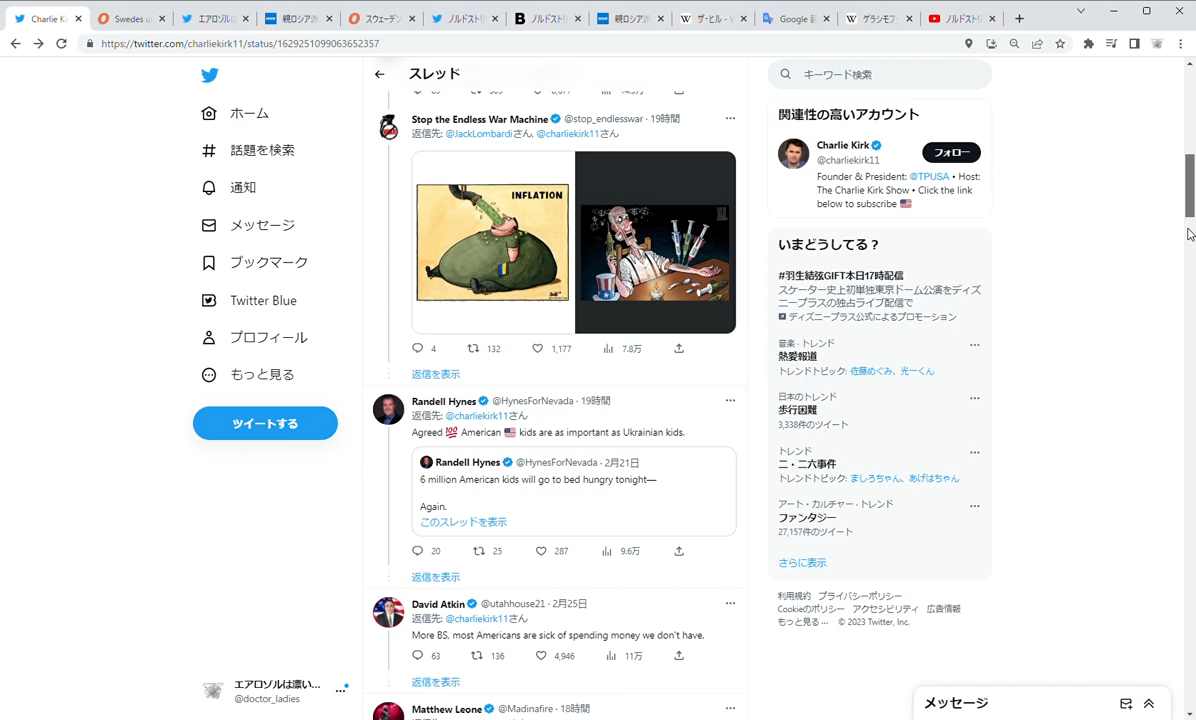 Charlie Ki
Swedes u
エアロゾルは
親ロシア派
スウェーデン
ノルドストリ
ノルドストリ
親ロシア派
ザ・ヒル - W
Google 翻
ゲラシモフ
ノルドストリ
https://twitter.com/charliekirk11/status/1629251099063652357
スレッド
キーワード検索
ホーム
話題を検索
通知
メッセージ
ブックマーク
Twitter Blue
プロフィール
もっと見る
ツイートする
エアロゾルは漂い...
@doctor_ladies
Stop the Endless War Machine @stop_endlesswar · 19時間
返信先: @JackLombardiさん, @charliekirk11さん
INFLATION
4 132 1,177 7.8万
返信を表示
Randell Hynes @HynesForNevada · 19時間
返信先: @charliekirk11さん
Agreed 💯 American 🇺🇸 kids are as important as Ukrainian kids.
Randell Hynes @HynesForNevada · 2月21日
6 million American kids will go to bed hungry tonight—
Again.
このスレッドを表示
20 25 287 9.6万
返信を表示
David Atkin @utahhouse21 · 2月25日
返信先: @charliekirk11さん
More BS, most Americans are sick of spending money we don't have.
63 136 4,946 11万
返信を表示
Matthew Leone @Madinafire · 18時間
関連性の高いアカウント
Charlie Kirk
@charliekirk11
フォロー
Founder & President: @TPUSA • Host:
The Charlie Kirk Show • Click the link
below to subscribe 🇺🇸
いまどうしてる？
#羽生結弦GIFT本日17時配信
スケーター史上初単独東京ドーム公演をディズ
ニープラスの独占ライブ配信で
ディズニープラス公式によるプロモーション
音楽 · トレンド
熱愛報道
トレンドトピック: 佐藤めぐみ、光一くん
日本のトレンド
歩行困難
3,338件のツイート
トレンド
二・二六事件
トレンドトピック: ましろちゃん、あげはちゃん
アート・カルチャー · トレンド
ファンタジー
27,157件のツイート
さらに表示
利用規約 プライバシーポリシー
Cookieのポリシー アクセシビリティ 広告情報
もっと見る ··· © 2023 Twitter, Inc.
メッセージ